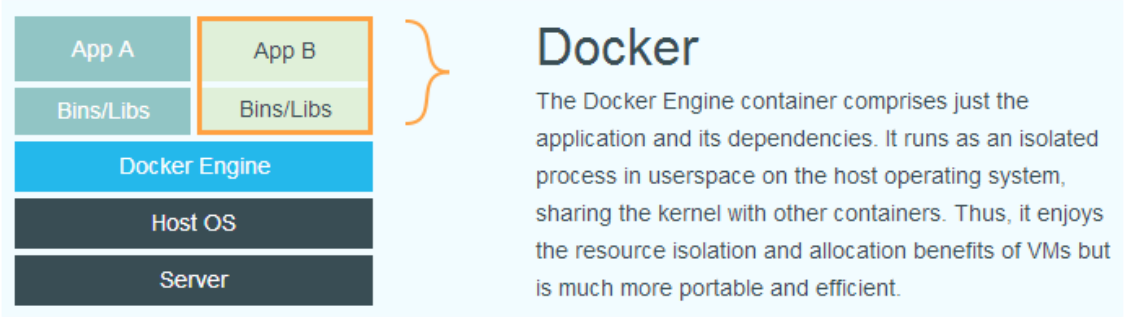 App A
App B
Bins/Libs
Bins/Libs
Docker Engine
Host OS
Server
Docker
The Docker Engine container comprises just the
application and its dependencies. It runs as an isolated
process in userspace on the host operating system,
sharing the kernel with other containers. Thus, it enjoys
the resource isolation and allocation benefits of VMs but
is much more portable and efficient.